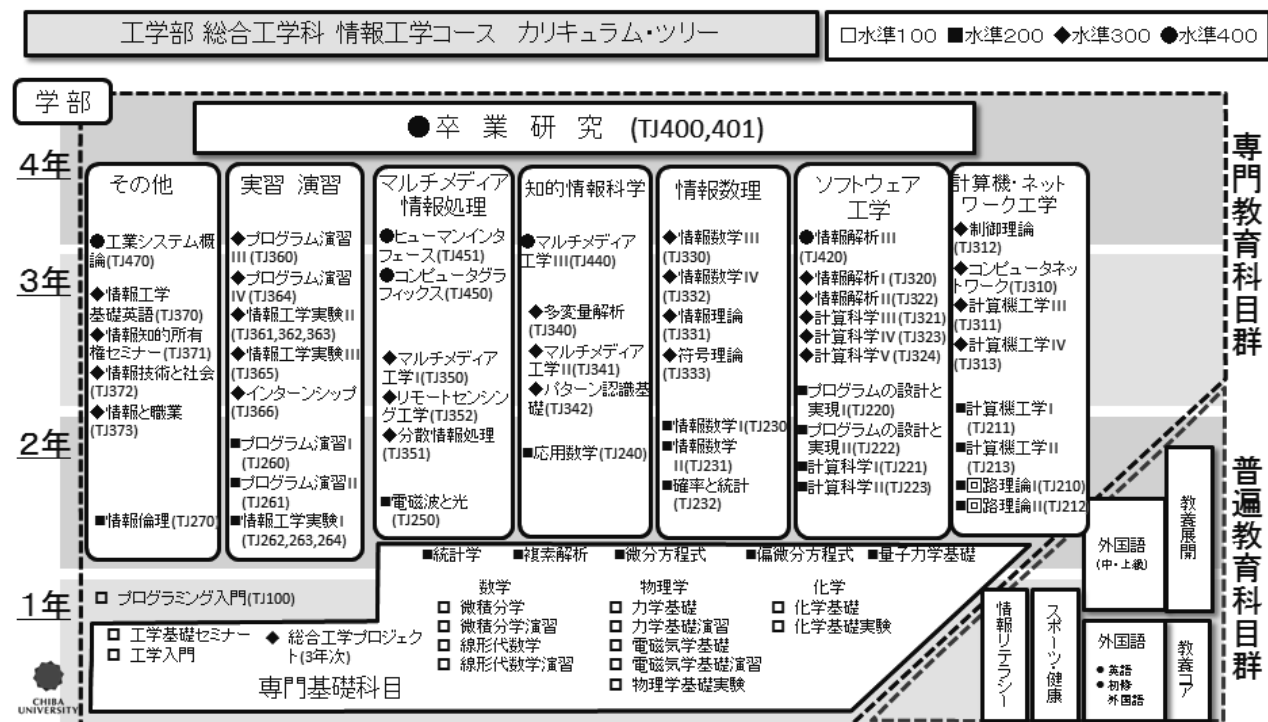 工学部 総合工学科 情報工学コース カリキュラム・ツリー
□水準100 ■水準200 ◆水準300 ●水準400
学部
●卒業研究 (TJ400,401)
4年
3年
2年
1年
その他
●工業システム概
論(TJ470)
◆情報工学
基礎英語(TJ370)
◆情報知的所有
権セミナー(TJ371)
◆情報技術と社会
(TJ372)
◆情報と職業
(TJ373)
■情報倫理(TJ270)
実習 演習
◆プログラム演習
III(TJ360)
◆プログラム演習
IV(TJ364)
◆情報工学実験II
(TJ361,362,363)
◆情報工学実験III
(TJ365)
◆インターンシップ
(TJ366)
■プログラム演習I
(TJ260)
■プログラム演習II
(TJ261)
■情報工学実験I
(TJ262,263,264)
マルチメディア
情報処理
●ヒューマンインタ
フェース(TJ451)
●コンピュータグラ
フィックス(TJ450)
◆マルチメディア
工学I(TJ350)
◆リモートセンシン
グ工学(TJ352)
◆分散情報処理
(TJ351)
■電磁波と光
(TJ250)
知的情報科学
●マルチメディア
工学III(TJ440)
◆多変量解析
(TJ340)
◆マルチメディア
工学II(TJ341)
◆パターン認識基
礎(TJ342)
■応用数学(TJ240)
情報数理
◆情報数学III
(TJ330)
◆情報数学IV
(TJ332)
◆情報理論
(TJ331)
◆符号理論
(TJ333)
■情報数学I(TJ230
■情報数学
II(TJ231)
■確率と統計
(TJ232)
ソフトウェア
工学
●情報解析III
(TJ420)
◆情報解析I(TJ320)
◆情報解析II(TJ322)
◆計算科学III(TJ321)
◆計算科学IV(TJ323)
◆計算科学V(TJ324)
■プログラムの設計と
実現I(TJ220)
■プログラムの設計と
実現II(TJ222)
■計算科学I(TJ221)
■計算科学II(TJ223)
計算機・ネット
ワーク工学
◆制御理論
(TJ312)
◆コンピュータネッ
トワーク(TJ310)
◆計算機工学III
(TJ311)
◆計算機工学IV
(TJ313)
■計算機工学I
(TJ211)
■計算機工学II
(TJ213)
■回路理論I(TJ210)
■回路理論II(TJ212
専門教育科目群
普遍教育科目群
■統計学 ■複素解析 ■微分方程式 ■偏微分方程式 ■量子力学基礎
□ プログラミング入門(TJ100)
□ 工学基礎セミナー
□ 工学入門
◆ 総合工学プロジェク
ト(3年次)
専門基礎科目
数学
□ 微積分学
□ 微積分学演習
□ 線形代数学
□ 線形代数学演習
物理学
□ 力学基礎
□ 力学基礎演習
□ 電磁気学基礎
□ 電磁気学基礎演習
□ 物理学基礎実験
化学
□ 化学基礎
□ 化学基礎実験
情報リテラシー
スポーツ・健康
外国語
(中・上級)
教養展開
外国語
● 英語
● 初修
外国語
教養コア
CHIBA
UNIVERSITY